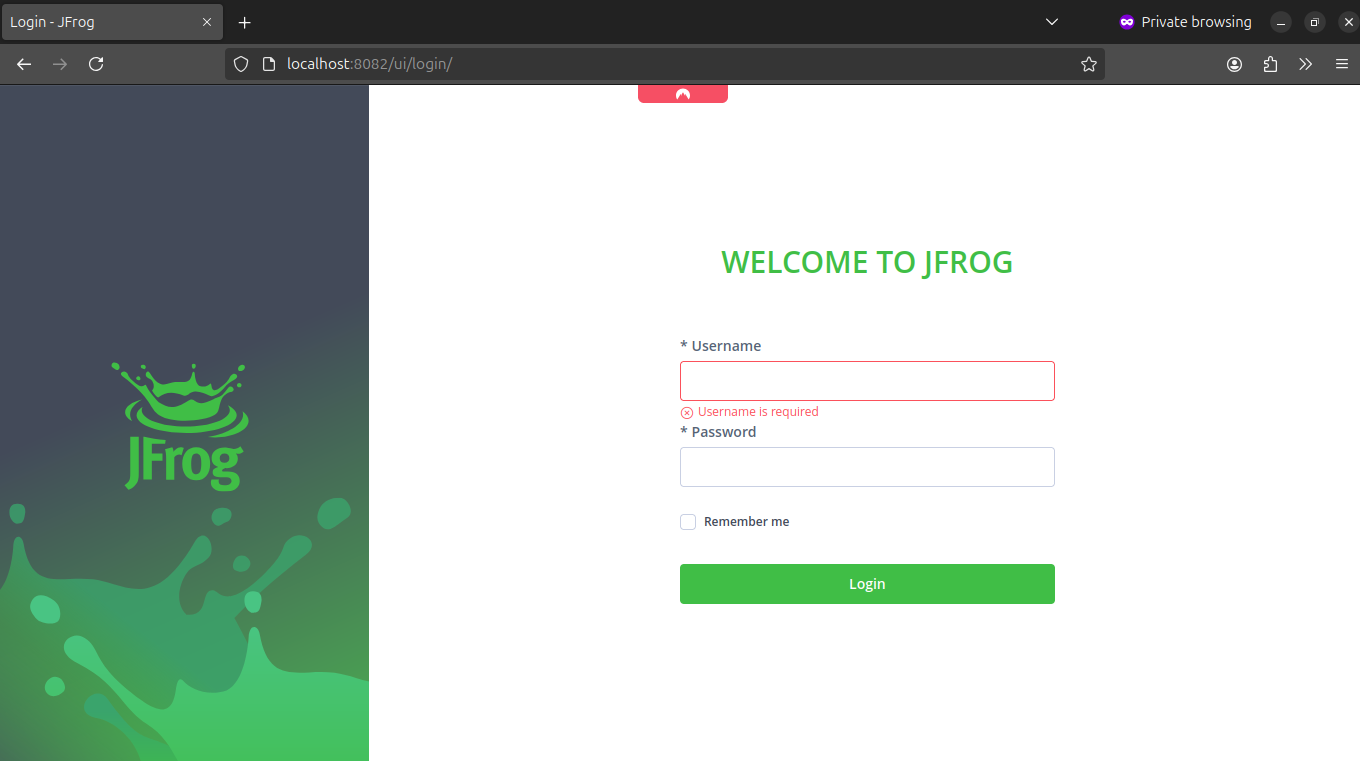 Login - JFrog
Private browsing
localhost:8082/ui/login/
WELCOME TO JFROG
* Username
Username is required
* Password
Remember me
Login
JFrog